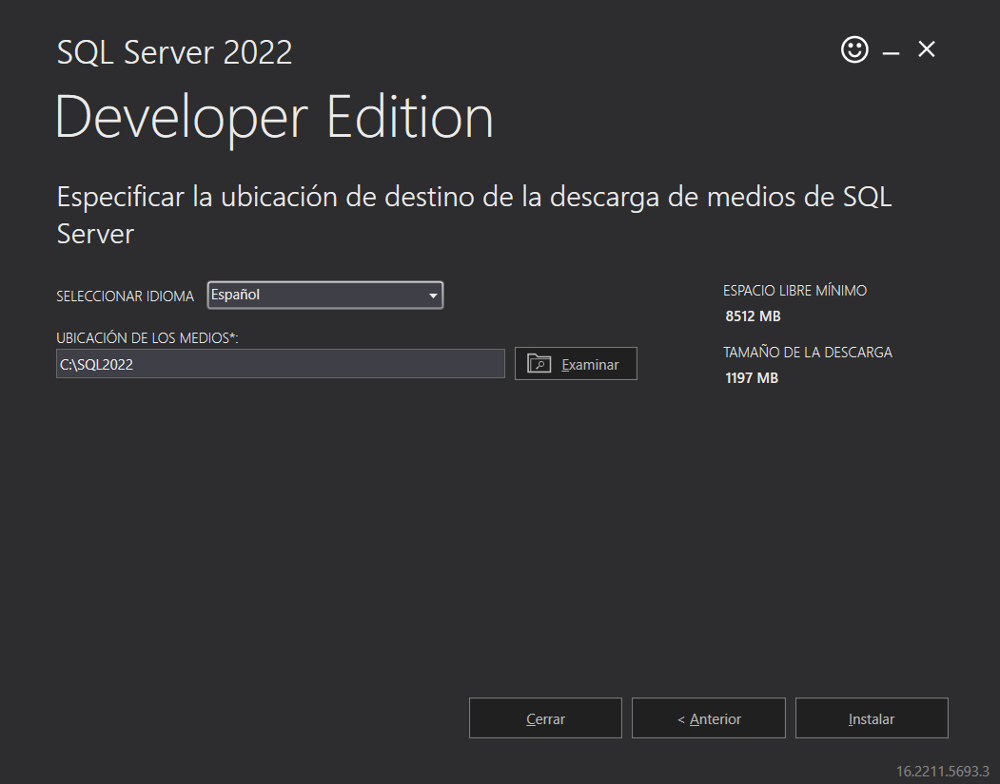 SQL Server 2022
Developer Edition
Especificar la ubicación de destino de la descarga de medios de SQL
Server
SELECCIONAR IDIOMA
Español
UBICACIÓN DE LOS MEDIOS*:
C:\SQL2022
Examinar
ESPACIO LIBRE MÍNIMO
8512 MB
TAMAÑO DE LA DESCARGA
1197 MB
Cerrar
< Anterior
Instalar
16.2211.5693.3